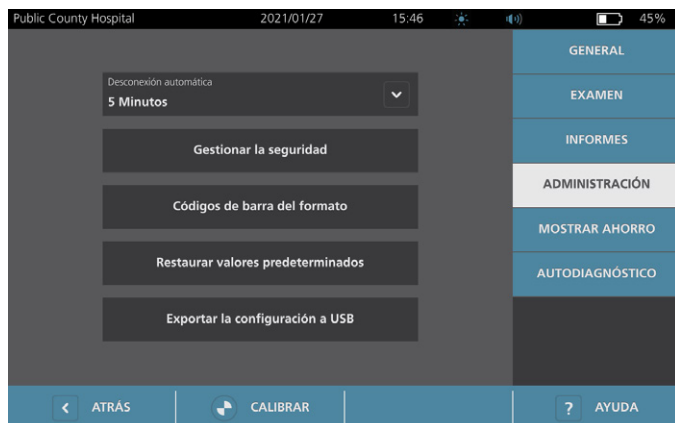 Public County Hospital 2021/01/27 15:46 45%
GENERAL
Desconexión automática
5 Minutos
EXAMEN
Gestionar la seguridad
INFORMES
ADMINISTRACIÓN
Códigos de barra del formato
MOSTRAR AHORRO
Restaurar valores predeterminados
AUTODIAGNÓSTICO
Exportar la configuración a USB
ATRÁS CALIBRAR ? AYUDA